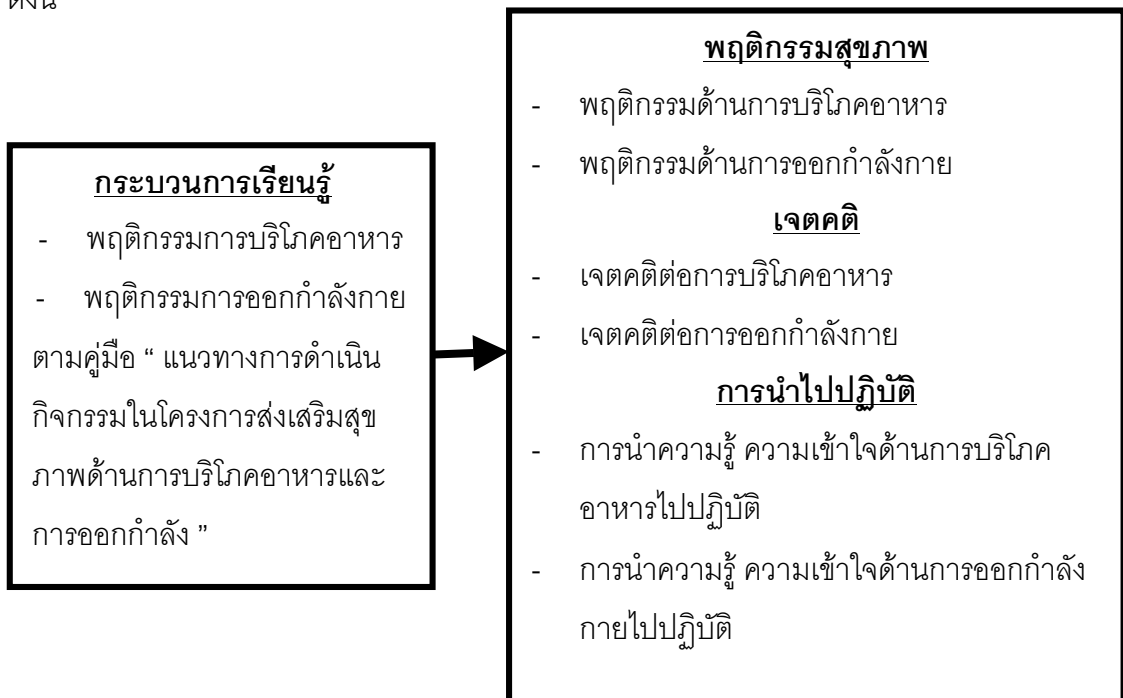 ดังนี้
กระบวนการเรียนรู้
- พฤติกรรมการบริโภคอาหาร
- พฤติกรรมการออกกำลังกาย
ตามคู่มือ “ แนวทางการดำเนิน
กิจกรรมในโครงการส่งเสริมสุข
ภาพด้านการบริโภคอาหารและ
การออกกำลัง ”
พฤติกรรมสุขภาพ
- พฤติกรรมด้านการบริโภคอาหาร
- พฤติกรรมด้านการออกกำลังกาย
เจตคติ
- เจตคติต่อการบริโภคอาหาร
- เจตคติต่อการออกกำลังกาย
การนำไปปฏิบัติ
- การนำความรู้ ความเข้าใจด้านการบริโภค
อาหารไปปฏิบัติ
- การนำความรู้ ความเข้าใจด้านการออกกำลัง
กายไปปฏิบัติ